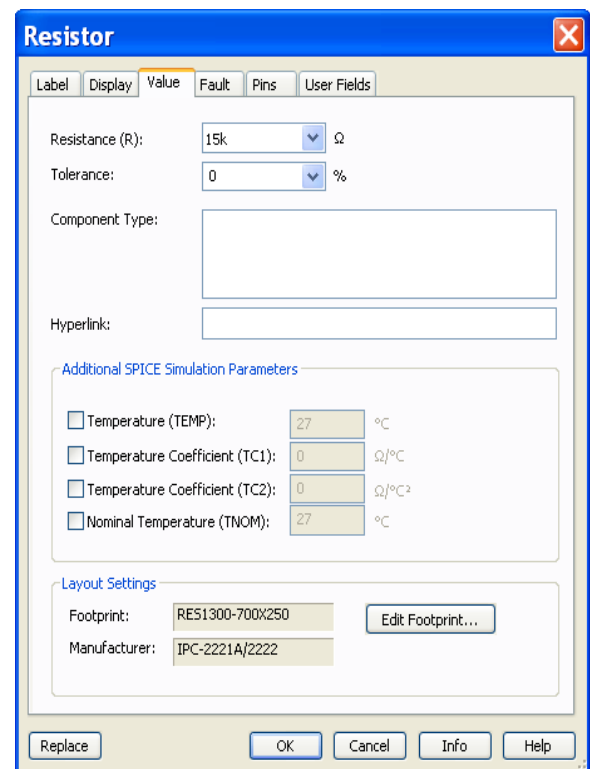 Resistor
Label Display Value Fault Pins User Fields
Resistance (R): 15k Ω
Tolerance: 0 %
Component Type:
Hyperlink:
Additional SPICE Simulation Parameters
Temperature (TEMP): 27 °C
Temperature Coefficient (TC1): 0 Ω/°C
Temperature Coefficient (TC2): 0 Ω/°C²
Nominal Temperature (TNOM): 27 °C
Layout Settings
Footprint: RES1300-700X250 Edit Footprint...
Manufacturer: IPC-2221A/2222
Replace OK Cancel Info Help